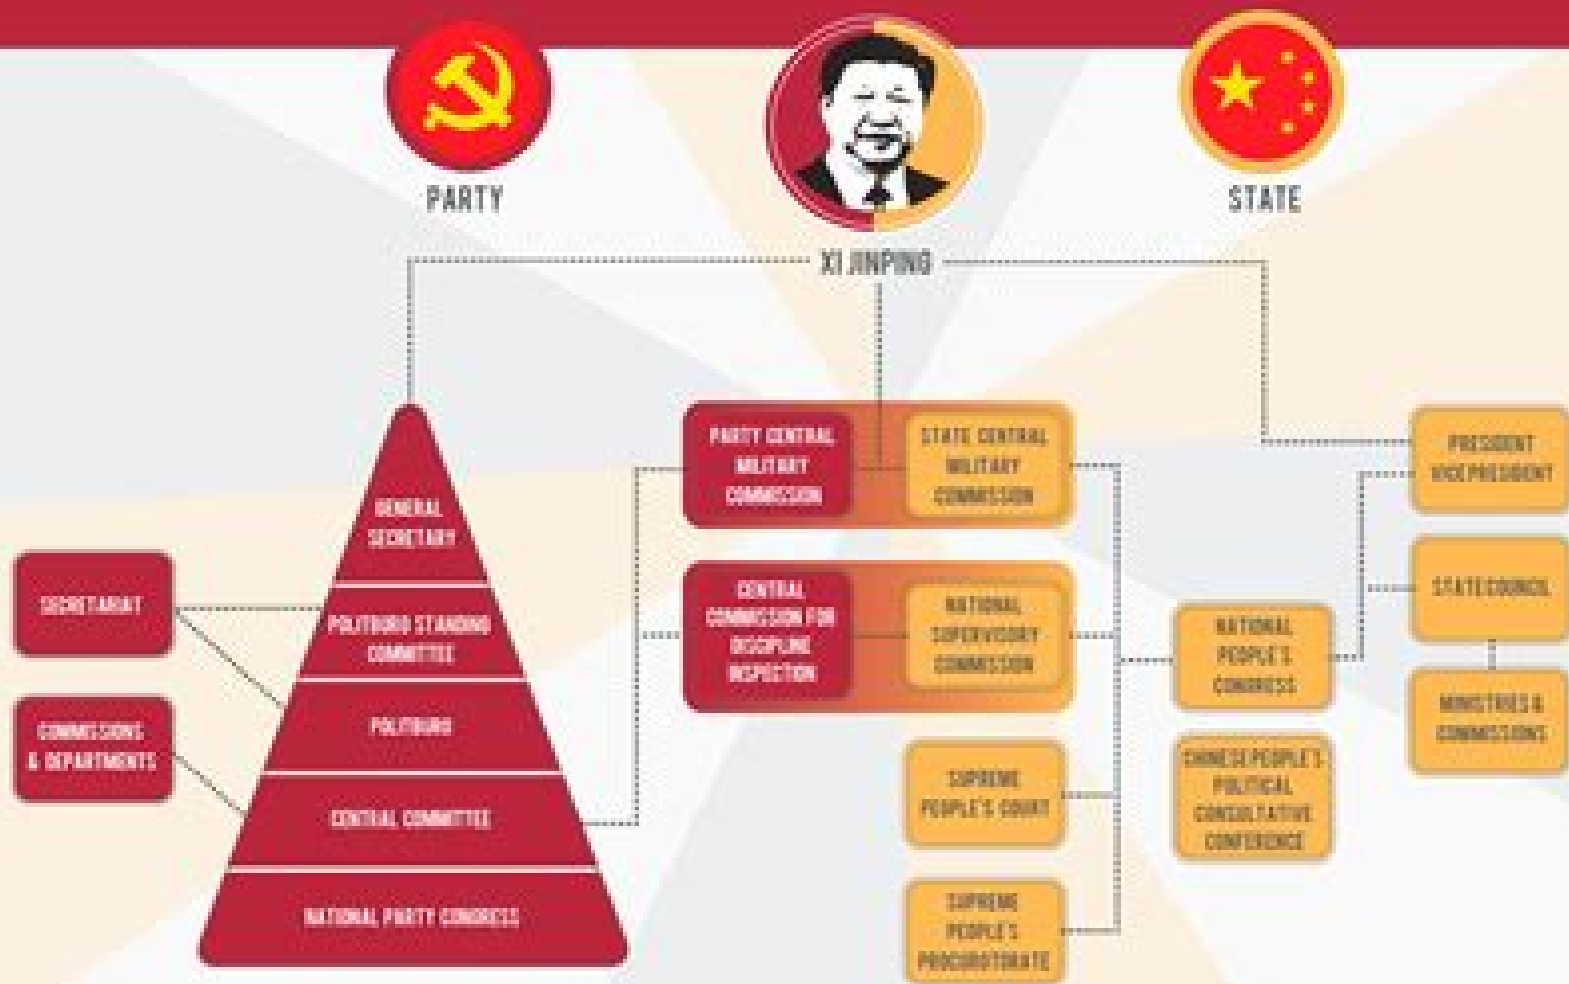 PARTY
STATE
XI JINPING
GENERAL
SECRETARY
POLITBURO STANDING
COMMITTEE
POLITBURO
CENTRAL COMMITTEE
NATIONAL PARTY CONGRESS
SECRETARIAT
COMMISSIONS
& DEPARTMENTS
PARTY CENTRAL
MILITARY
COMMISSION
STATE CENTRAL
MILITARY
COMMISSION
CENTRAL
COMMISSION FOR
DISCIPLINE
INSPECTION
NATIONAL
SUPERVISORY
COMMISSION
SUPREME
PEOPLE'S COURT
SUPREME
PEOPLE'S
PROCUROTORATE
NATIONAL
PEOPLE'S
CONGRESS
CHINESE PEOPLE'S
POLITICAL
CONSULTATIVE
CONFERENCE
PRESIDENT
VICE PRESIDENT
STATE COUNCIL
MINISTRIES &
COMMISSIONS